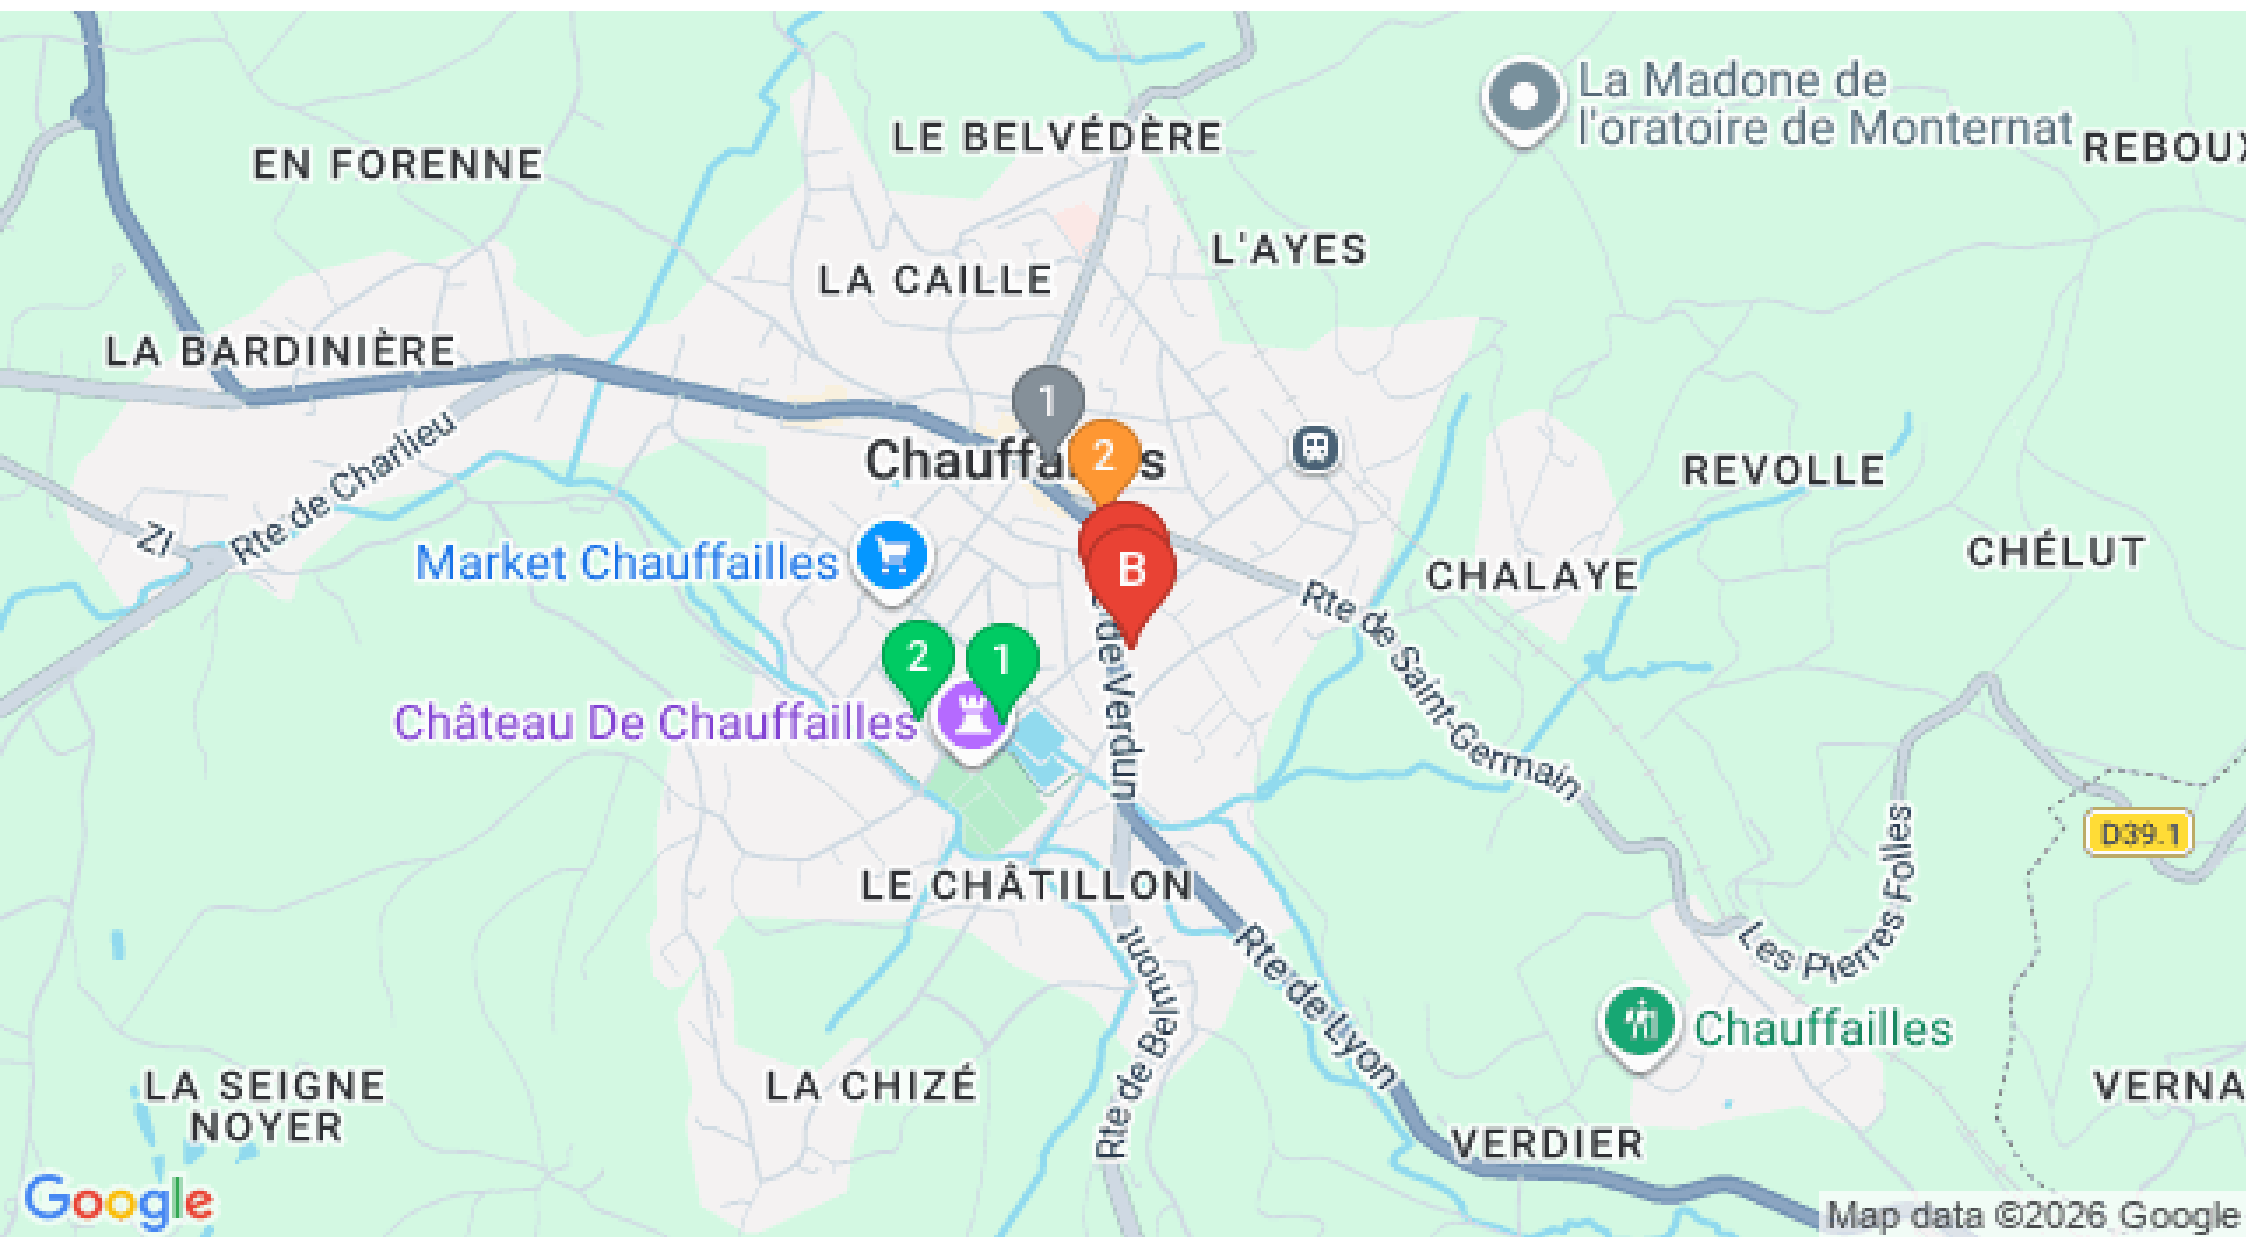 La Madone de
l'oratoire de Monternat
LE BELVÉDÈRE
REBOUX
EN FORENNE
L'AYES
LA CAILLE
LA BARDINIÈRE
1
2
Rte de Charlieu
ZI
REVOLLE
CHÉLUT
Market Chauffailles
B
CHALAYE
Rte de Saint-Germain
2
1
Château De Chauffailles
de Verdun
D39.1
LE CHÂTILLON
Les Pierres Folles
Rte de Lyon
Rte de Belmont
Chauffailles
LA SEIGNE
NOYER
LA CHIZÉ
VERNA
VERDIER
Google
Map data ©2026 Google